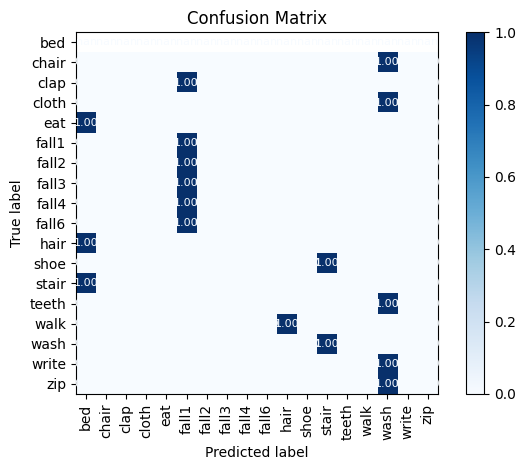 Confusion Matrix
True label
bed
chair 1.00
clap 1.00
cloth 1.00
eat 1.00
fall1 1.00
fall2 1.00
fall3 1.00
fall4 1.00
fall6 1.00
hair 1.00
shoe 1.00
stair 1.00
teeth 1.00
walk 1.00
wash 1.00
write 1.00
zip 1.00
bed chair clap cloth eat fall1 fall2 fall3 fall4 fall6 hair shoe stair teeth walk wash write zip
Predicted label
1.0
0.8
0.6
0.4
0.2
0.0